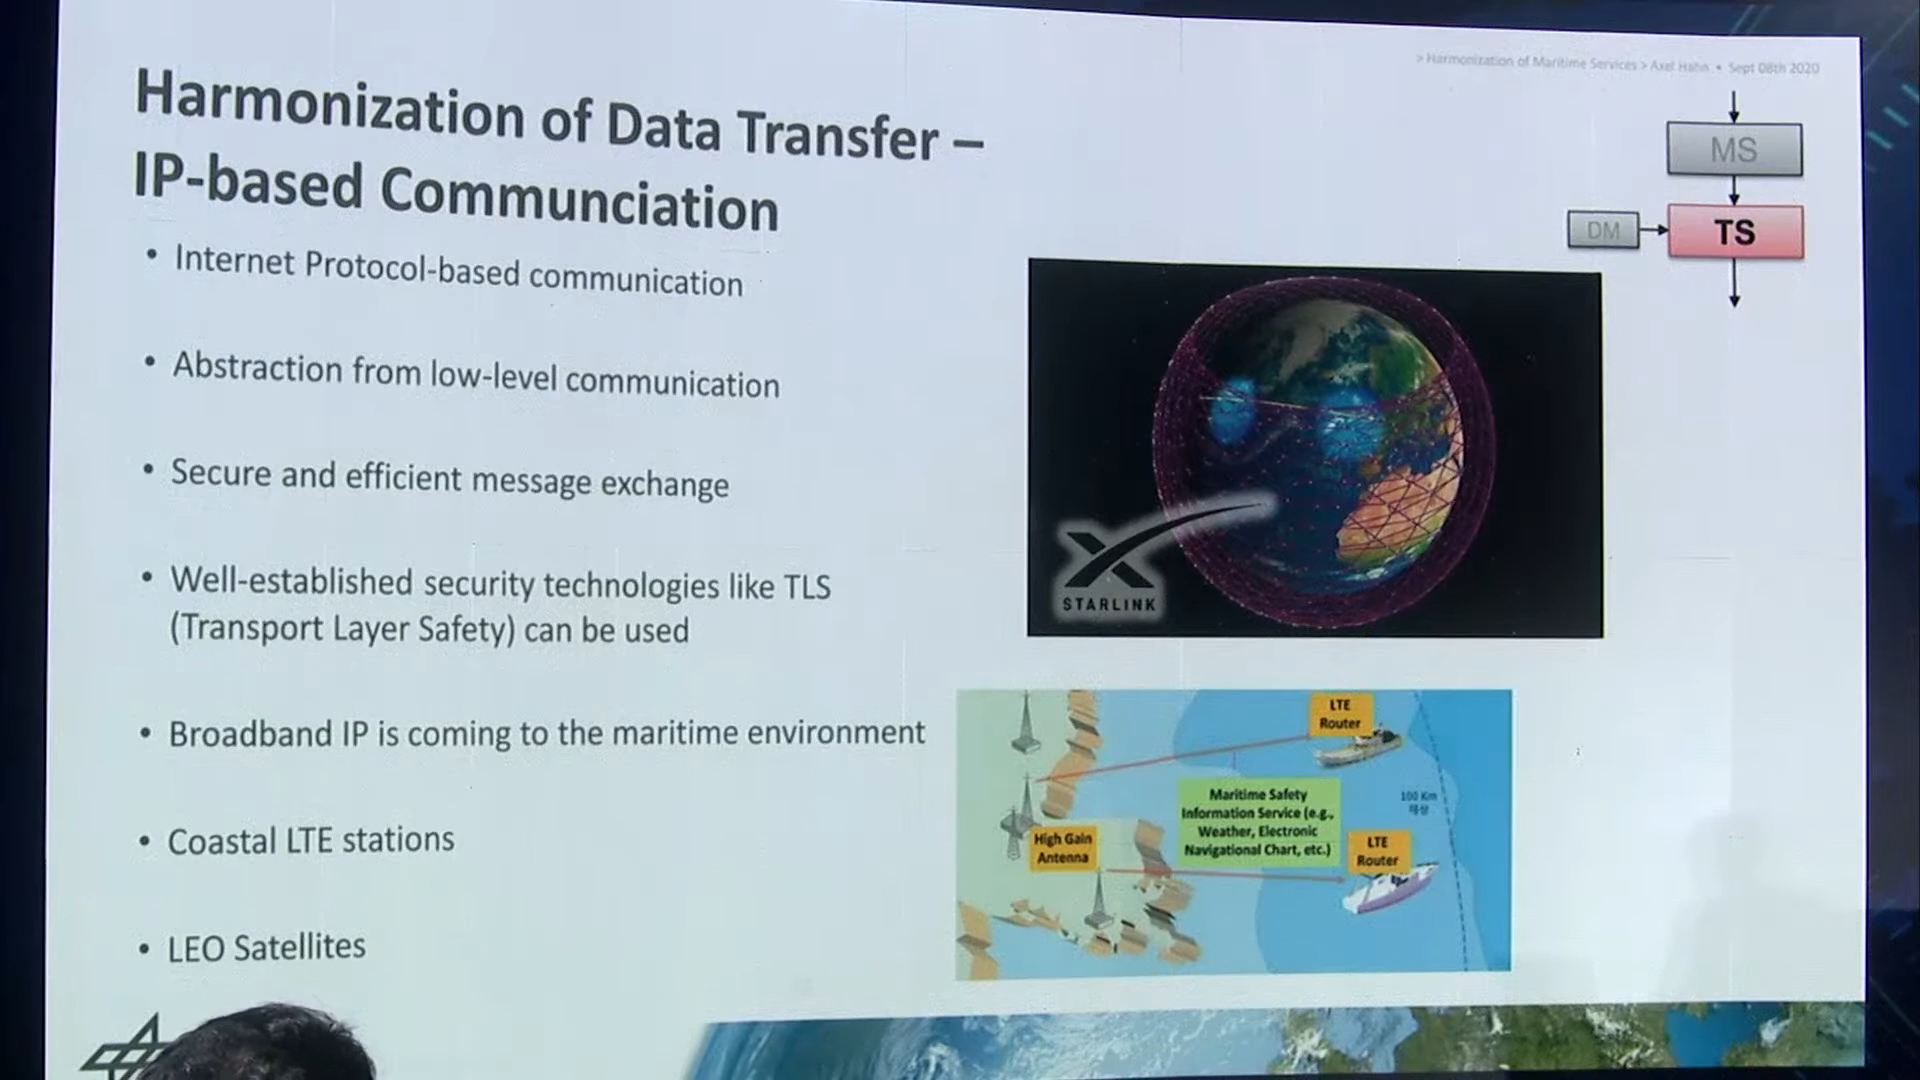 > Harmonization of Maritime Services > Axel Hahn • Sept 08th 2020
Harmonization of Data Transfer –
IP-based Communciation
MS
DM
TS
• Internet Protocol-based communication
• Abstraction from low-level communication
• Secure and efficient message exchange
• Well-established security technologies like TLS
(Transport Layer Safety) can be used
• Broadband IP is coming to the maritime environment
• Coastal LTE stations
• LEO Satellites
STARLINK
LTE
Router
Maritime Safety
Information Service (e.g.,
Weather, Electronic
Navigational Chart, etc.)
100 Km
해상
High Gain
Antenna
LTE
Router